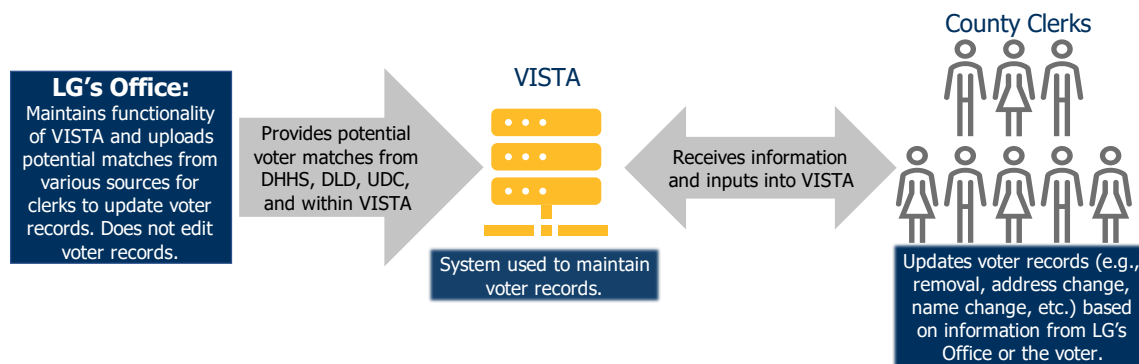 LG's Office:
Maintains functionality
of VISTA and uploads
potential matches from
various sources for
clerks to update voter
records. Does not edit
voter records.
Provides potential
voter matches from
DHHS, DLD, UDC,
and within VISTA
VISTA
System used to maintain
voter records.
Receives information
and inputs into VISTA
County Clerks
Updates voter records (e.g.,
removal, address change,
name change, etc.) based
on information from LG's
Office or the voter.